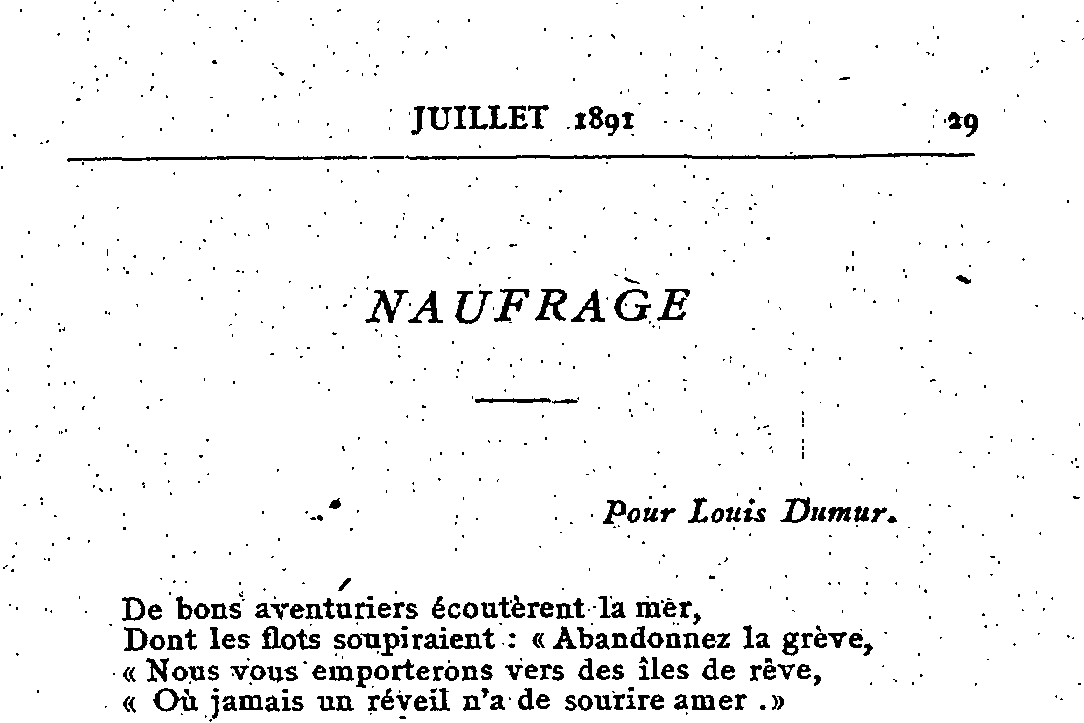 JUILLET 1891 29
NAUFRAGE
Pour Louis Dumur.
De bons aventuriers écoutèrent la mer,
Dont les flots soupiraient : « Abandonnez la grève,
« Nous vous emporterons vers des îles de rêve,
« Où jamais un réveil n'a de sourire amer .»